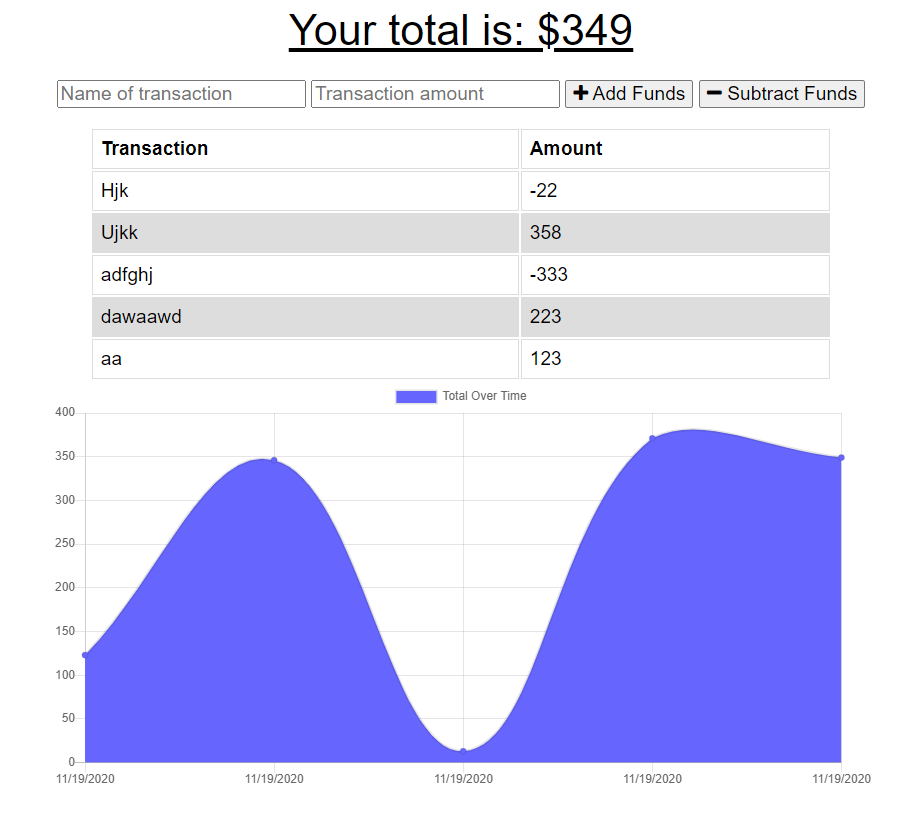 Your total is: $349
Name of transaction Transaction amount Add Funds Subtract Funds
Transaction Amount
Hjk -22
Ujkk 358
adfghj -333
dawaawd 223
aa 123
Total Over Time
400
350
300
250
200
150
100
50
0
11/19/2020 11/19/2020 11/19/2020 11/19/2020 11/19/2020